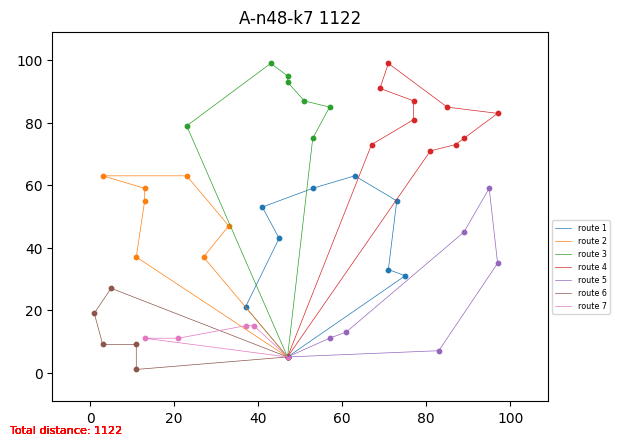 A-n48-k7 1122
100
80
60
40
20
0
0 20 40 60 80 100
route 1
route 2
route 3
route 4
route 5
route 6
route 7
Total distance: 1122